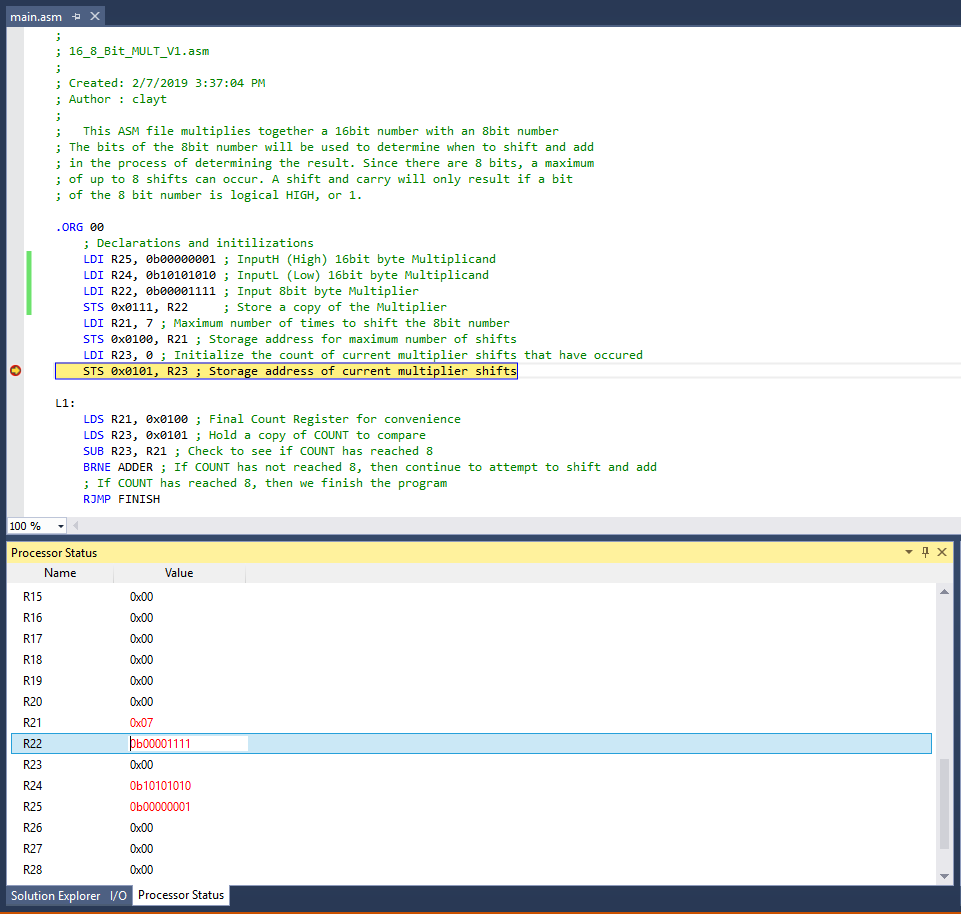 main.asm
;
; 16_8_Bit_MULT_V1.asm
;
; Created: 2/7/2019 3:37:04 PM
; Author : clayt
;
;   This ASM file multiplies together a 16bit number with an 8bit number
; The bits of the 8bit number will be used to determine when to shift and add
; in the process of determining the result. Since there are 8 bits, a maximum
; of up to 8 shifts can occur. A shift and carry will only result if a bit
; of the 8 bit number is logical HIGH, or 1.
.ORG 00
    ; Declarations and initilizations
    LDI R25, 0b00000001 ; InputH (High) 16bit byte Multiplicand
    LDI R24, 0b10101010 ; InputL (Low) 16bit byte Multiplicand
    LDI R22, 0b00001111 ; Input 8bit byte Multiplier
    STS 0x0111, R22     ; Store a copy of the Multiplier
    LDI R21, 7 ; Maximum number of times to shift the 8bit number
    STS 0x0100, R21 ; Storage address for maximum number of shifts
    LDI R23, 0 ; Initialize the count of current multiplier shifts that have occured
    STS 0x0101, R23 ; Storage address of current multiplier shifts
L1:
    LDS R21, 0x0100 ; Final Count Register for convenience
    LDS R23, 0x0101 ; Hold a copy of COUNT to compare
    SUB R23, R21 ; Check to see if COUNT has reached 8
    BRNE ADDER ; If COUNT has not reached 8, then continue to attempt to shift and add
    ; If COUNT has reached 8, then we finish the program
    RJMP FINISH
100 %
Processor Status
Name Value
R15 0x00
R16 0x00
R17 0x00
R18 0x00
R19 0x00
R20 0x00
R21 0x07
R22 0b00001111
R23 0x00
R24 0b10101010
R25 0b00000001
R26 0x00
R27 0x00
R28 0x00
Solution Explorer I/O Processor Status